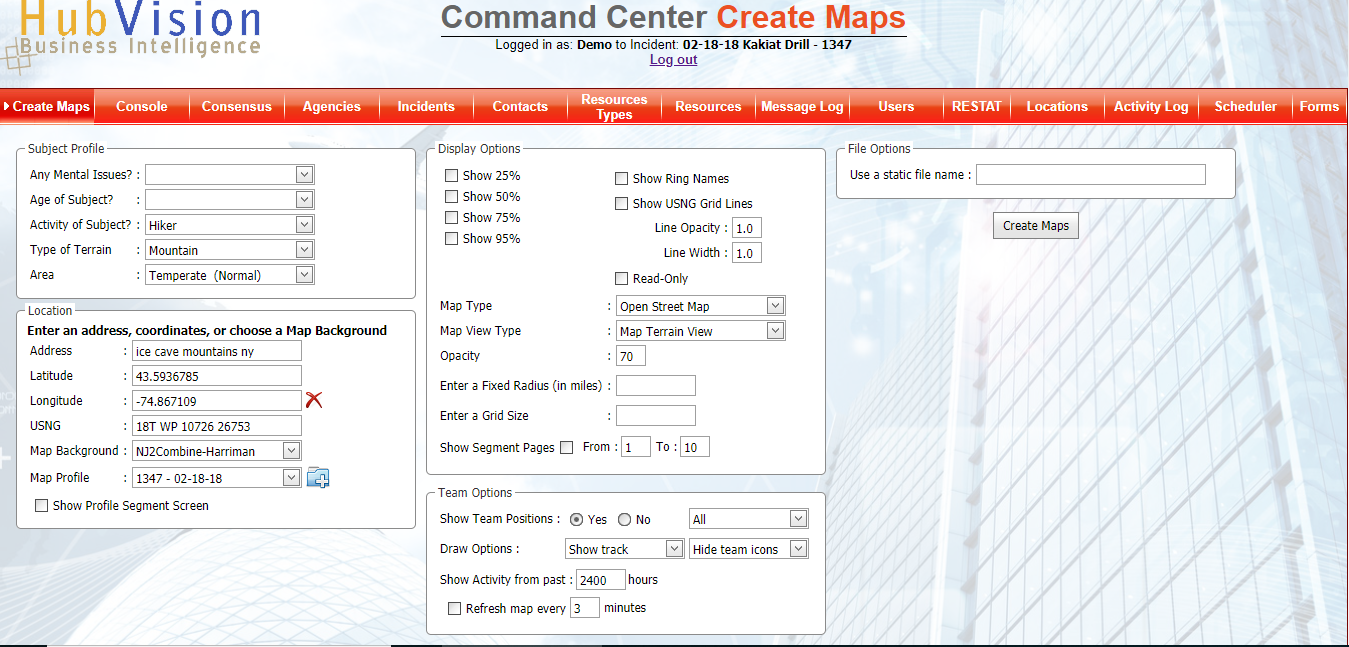 HubVision
Business Intelligence
Command Center Create Maps
Logged in as: Demo to Incident: 02-18-18 Kakiat Drill - 1347
Log out
Create Maps Console Consensus Agencies Incidents Contacts Resources Types Resources Message Log Users RESTAT Locations Activity Log Scheduler Forms
Subject Profile
Any Mental Issues? :
Age of Subject? :
Activity of Subject? : Hiker
Type of Terrain : Mountain
Area : Temperate (Normal)
Location
Enter an address, coordinates, or choose a Map Background
Address : ice cave mountains ny
Latitude : 43.5936785
Longitude : -74.867109
USNG : 18T WP 10726 26753
Map Background : NJ2Combine-Harriman
Map Profile : 1347 - 02-18-18
Show Profile Segment Screen
Display Options
Show 25%
Show 50%
Show 75%
Show 95%
Show Ring Names
Show USNG Grid Lines
Line Opacity : 1.0
Line Width : 1.0
Read-Only
Map Type : Open Street Map
Map View Type : Map Terrain View
Opacity : 70
Enter a Fixed Radius (in miles) :
Enter a Grid Size :
Show Segment Pages From : 1 To : 10
Team Options
Show Team Positions : Yes No All
Draw Options : Show track Hide team icons
Show Activity from past : 2400 hours
Refresh map every 3 minutes
File Options
Use a static file name :
Create Maps